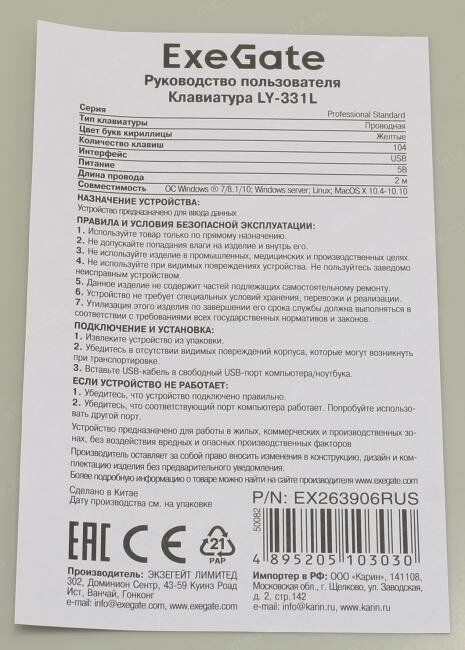 ExeGate
Руководство пользователя
Клавиатура LY-331L
Серия Professional Standard
Тип клавиатуры Проводная
Цвет букв кириллицы Желтые
Количество клавиш 104
Интерфейс USB
Питание 5В
Длина провода 2 м
Совместимость ОС Windows ® 7/8.1/10; Windows server; Linux; MacOS X 10.4-10.10
НАЗНАЧЕНИЕ УСТРОЙСТВА:
Устройство предназначено для ввода данных
ПРАВИЛА И УСЛОВИЯ БЕЗОПАСНОЙ ЭКСПЛУАТАЦИИ:
1. Используйте товар только по прямому назначению.
2. Не допускайте попадания влаги на изделие и внутрь его.
3. Не используйте изделие в промышленных, медицинских и производственных целях.
4. Не используйте при видимых повреждениях устройства. Не пользуйтесь заведомо
неисправным устройством.
5. Данное изделие не содержит частей подлежащих самостоятельному ремонту.
6. Устройство не требует специальных условий хранения, перевозки и реализации.
7. Утилизация этого изделия по завершении его срока службы должна выполняться в
соответствии с требованиями всех государственных нормативов и законов.
ПОДКЛЮЧЕНИЕ И УСТАНОВКА:
1. Извлеките устройство из упаковки.
2. Убедитесь в отсутствии видимых повреждений корпуса, которые могут возникнуть
при транспортировке.
3. Вставьте USB-кабель в свободный USB-порт компьютера/ноутбука.
ЕСЛИ УСТРОЙСТВО НЕ РАБОТАЕТ:
1. Убедитесь, что устройство подключено правильно.
2. Убедитесь, что соответствующий порт компьютера работает. Попробуйте использо-
вать другой порт.
Устройство предназначено для работы в жилых, коммерческих и производственных зо-
нах, без воздействия вредных и опасных производственных факторов
Производитель оставляет за собой право вносить изменения в конструкцию, дизайн и ком-
плектацию изделия без предварительного уведомления.
Более подробную информацию о товаре можно найти на сайте производителя www.exegate.com
Сделано в Китае
Дата производства см. на упаковке
P/N: EX263906RUS
50082
EAC CE 21 PAP
4 895205 103030
Производитель: ЭКЗЕГЕЙТ ЛИМИТЕД
302, Доминион Центр, 43-59 Куинз Роад
Ист, Ванчай, Гонконг
e-mail: info@exegate.com, www.exegate.com
Импортер в РФ: ООО «Карин», 141108,
Московская обл., г. Щелково, ул. Заводская,
д. 2, стр.142
e-mail: info@karin.ru, www.karin.ru